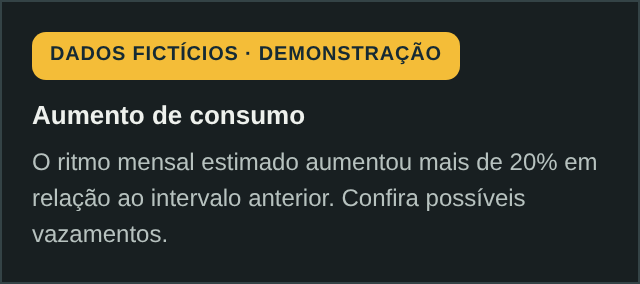 DADOS FICTÍCIOS · DEMONSTRAÇÃO
Aumento de consumo
O ritmo mensal estimado aumentou mais de 20% em
relação ao intervalo anterior. Confira possíveis
vazamentos.